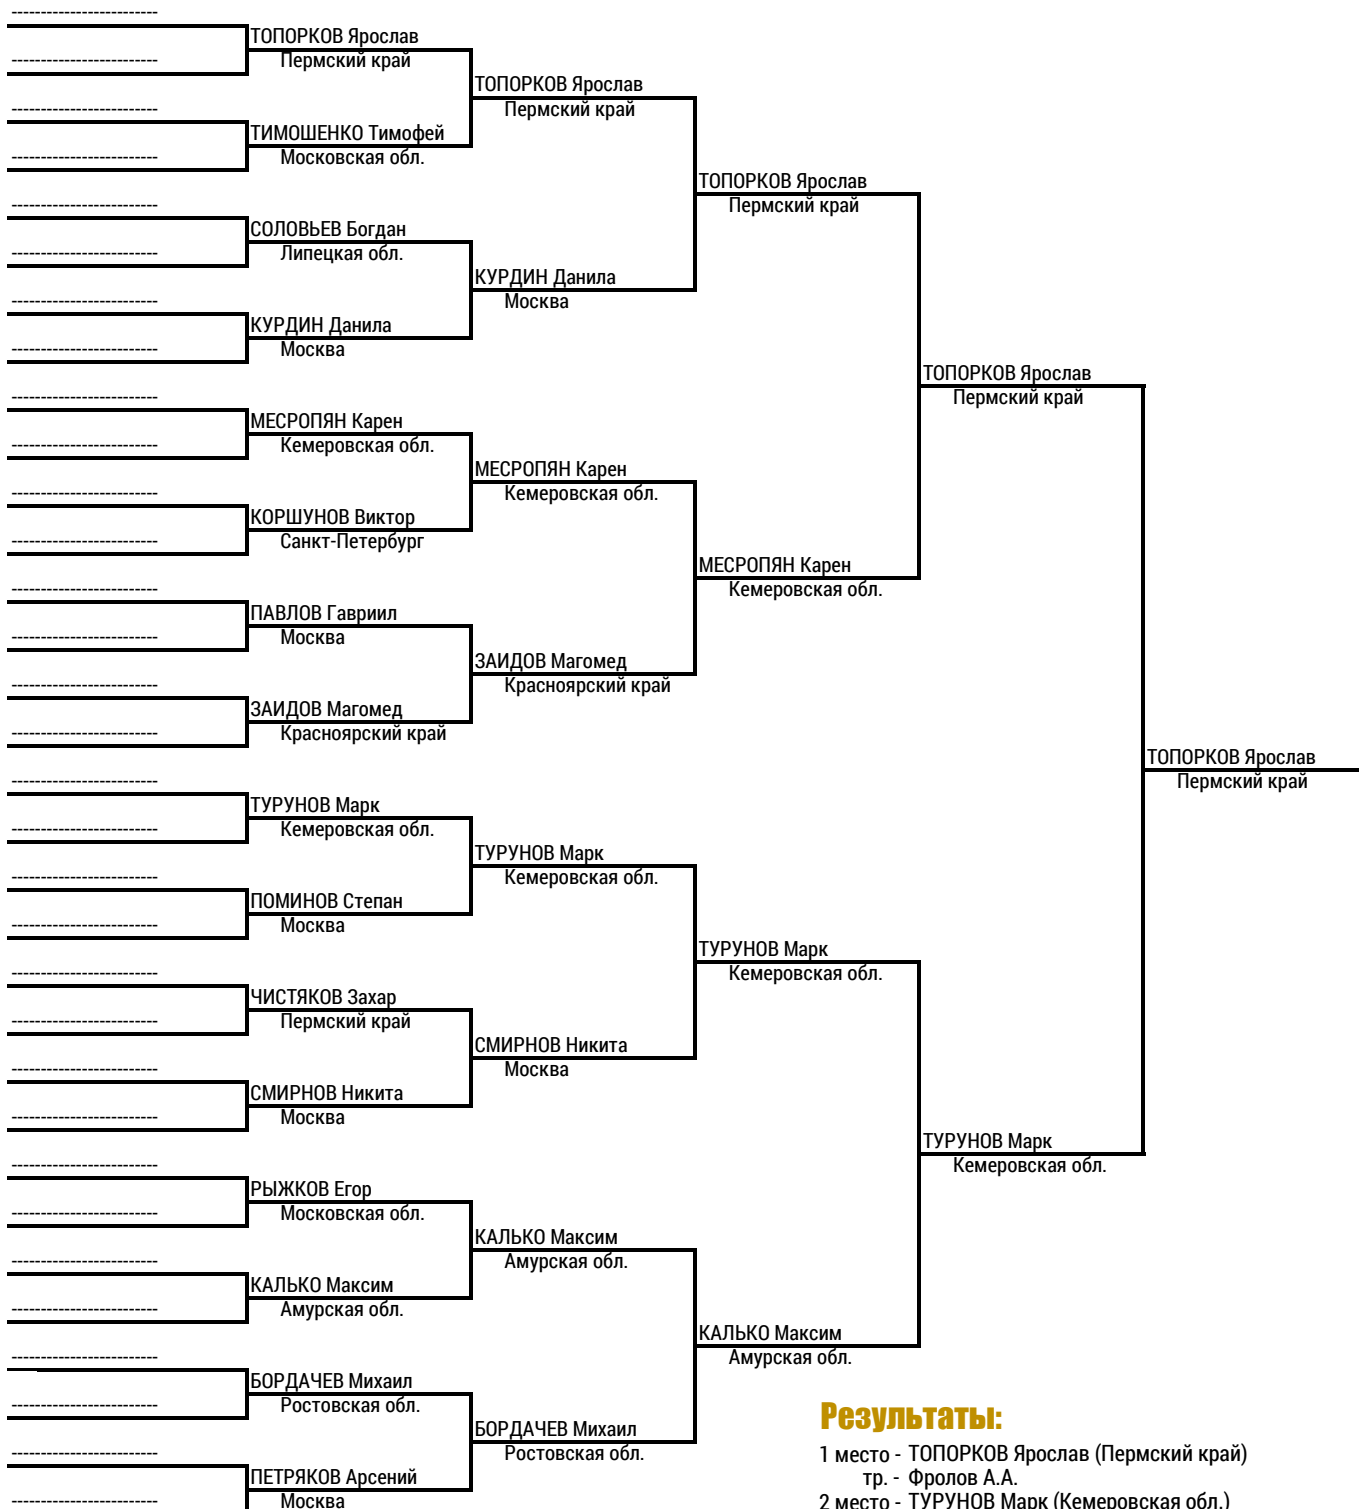 --------------------------
ТОПОРКОВ Ярослав
Пермский край
--------------------------
ТОПОРКОВ Ярослав
Пермский край
--------------------------
ТИМОШЕНКО Тимофей
Московская обл.
--------------------------
ТОПОРКОВ Ярослав
Пермский край
--------------------------
СОЛОВЬЕВ Богдан
Липецкая обл.
--------------------------
КУРДИН Данила
Москва
--------------------------
КУРДИН Данила
Москва
--------------------------
ТОПОРКОВ Ярослав
Пермский край
--------------------------
МЕСРОПЯН Карен
Кемеровская обл.
--------------------------
МЕСРОПЯН Карен
Кемеровская обл.
--------------------------
КОРШУНОВ Виктор
Санкт-Петербург
--------------------------
МЕСРОПЯН Карен
Кемеровская обл.
--------------------------
ПАВЛОВ Гавриил
Москва
--------------------------
ЗАИДОВ Магомед
Красноярский край
--------------------------
ЗАИДОВ Магомед
Красноярский край
--------------------------
ТОПОРКОВ Ярослав
Пермский край
--------------------------
ТУРУНОВ Марк
Кемеровская обл.
--------------------------
ТУРУНОВ Марк
Кемеровская обл.
--------------------------
ПОМИНОВ Степан
Москва
--------------------------
ТУРУНОВ Марк
Кемеровская обл.
--------------------------
ЧИСТЯКОВ Захар
Пермский край
--------------------------
СМИРНОВ Никита
Москва
--------------------------
СМИРНОВ Никита
Москва
--------------------------
ТУРУНОВ Марк
Кемеровская обл.
--------------------------
РЫЖКОВ Егор
Московская обл.
--------------------------
КАЛЬКО Максим
Амурская обл.
--------------------------
КАЛЬКО Максим
Амурская обл.
--------------------------
КАЛЬКО Максим
Амурская обл.
--------------------------
БОРДАЧЕВ Михаил
Ростовская обл.
--------------------------
БОРДАЧЕВ Михаил
Ростовская обл.
--------------------------
ПЕТРЯКОВ Арсений
Москва
--------------------------
Результаты:
1 место - ТОПОРКОВ Ярослав (Пермский край)
тр. - Фролов А.А.
2 место - ТУРУНОВ Марк (Кемеровская обл.)